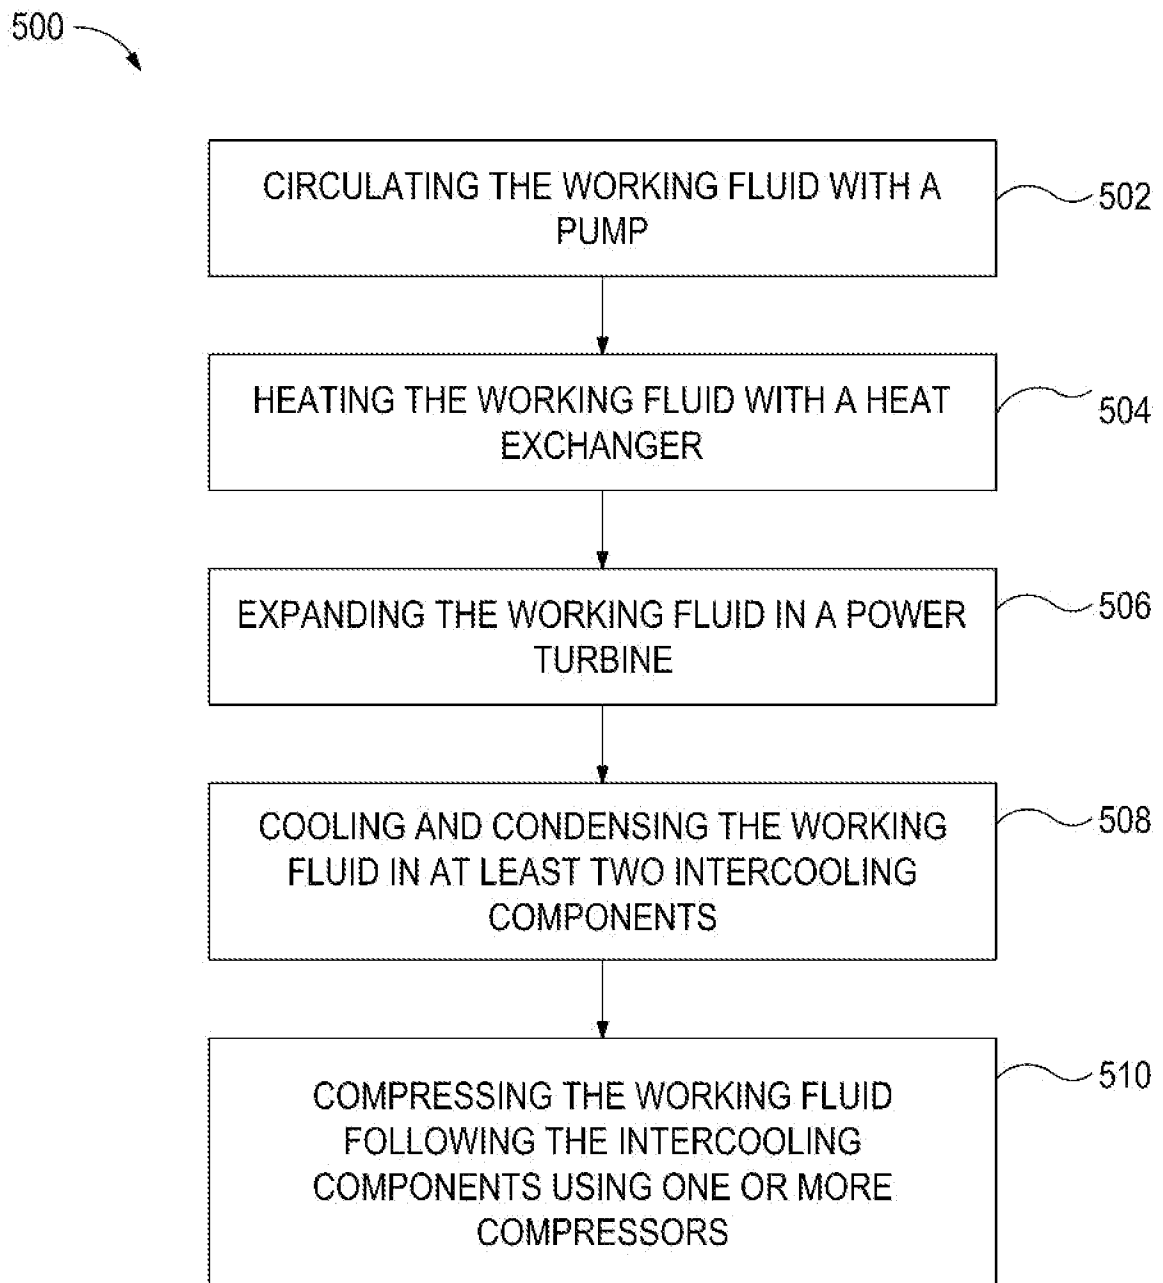 500
CIRCULATING THE WORKING FLUID WITH A
PUMP
502
HEATING THE WORKING FLUID WITH A HEAT
EXCHANGER
504
EXPANDING THE WORKING FLUID IN A POWER
TURBINE
506
COOLING AND CONDENSING THE WORKING
FLUID IN AT LEAST TWO INTERCOOLING
COMPONENTS
508
COMPRESSING THE WORKING FLUID
FOLLOWING THE INTERCOOLING
COMPONENTS USING ONE OR MORE
COMPRESSORS
510